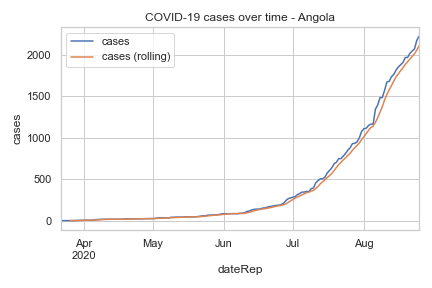 COVID-19 cases over time - Angola
cases
cases (rolling)
cases
2000
1500
1000
500
0
Apr
2020
May
Jun
Jul
Aug
dateRep